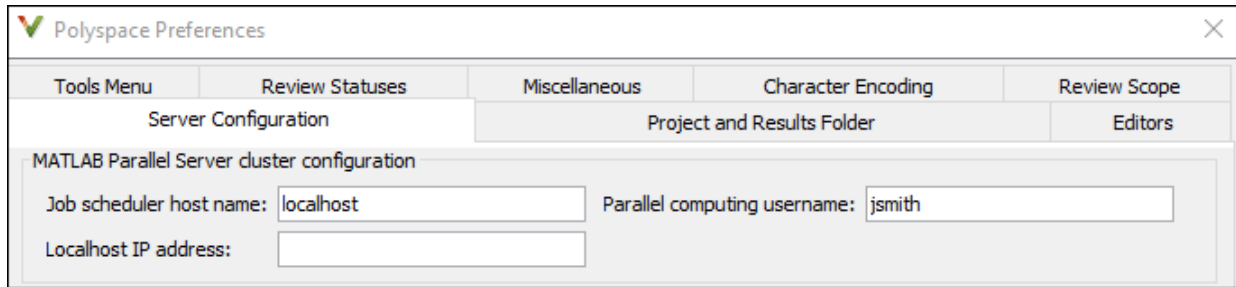 Polyspace Preferences
Tools Menu Review Statuses Miscellaneous Character Encoding Review Scope
Server Configuration Project and Results Folder Editors
MATLAB Parallel Server cluster configuration
Job scheduler host name: localhost Parallel computing username: jsmith
Localhost IP address: